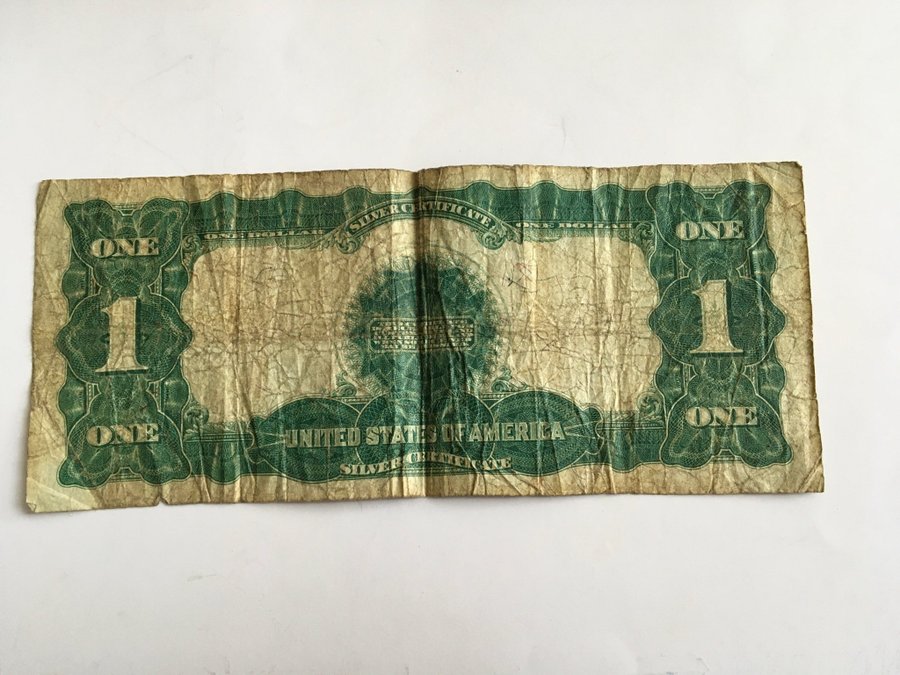 SILVER CERTIFICATE
ONE DOLLAR ONE DOLLAR
ONE ONE
1 1
ONE ONE
UNITED STATES OF AMERICA
SILVER CERTIFICATE